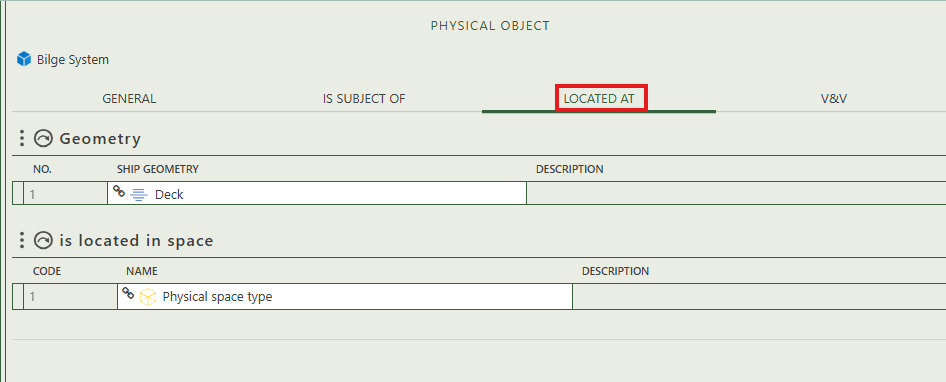 PHYSICAL OBJECT
Bilge System
GENERAL IS SUBJECT OF LOCATED AT V&V
Geometry
NO. SHIP GEOMETRY DESCRIPTION
1 Deck
is located in space
CODE NAME DESCRIPTION
1 Physical space type